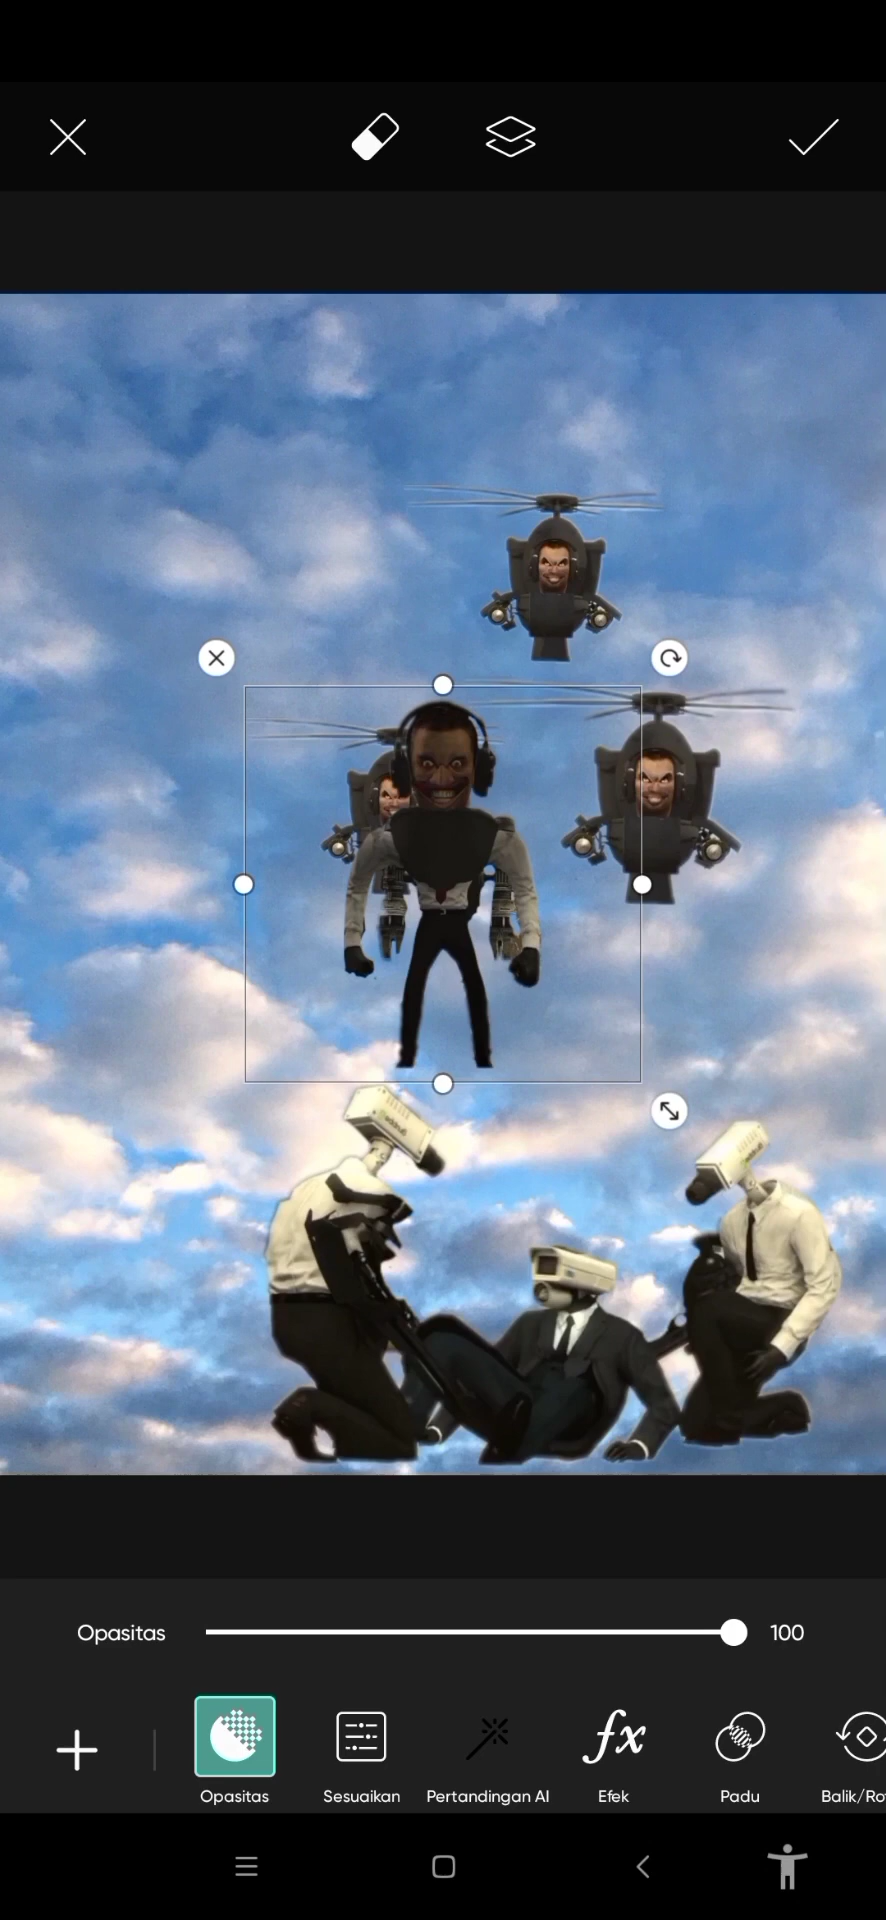 Opasitas
100
Opasitas
Sesuaikan
Pertandingan AI
Efek
Padu
Balik/Ro